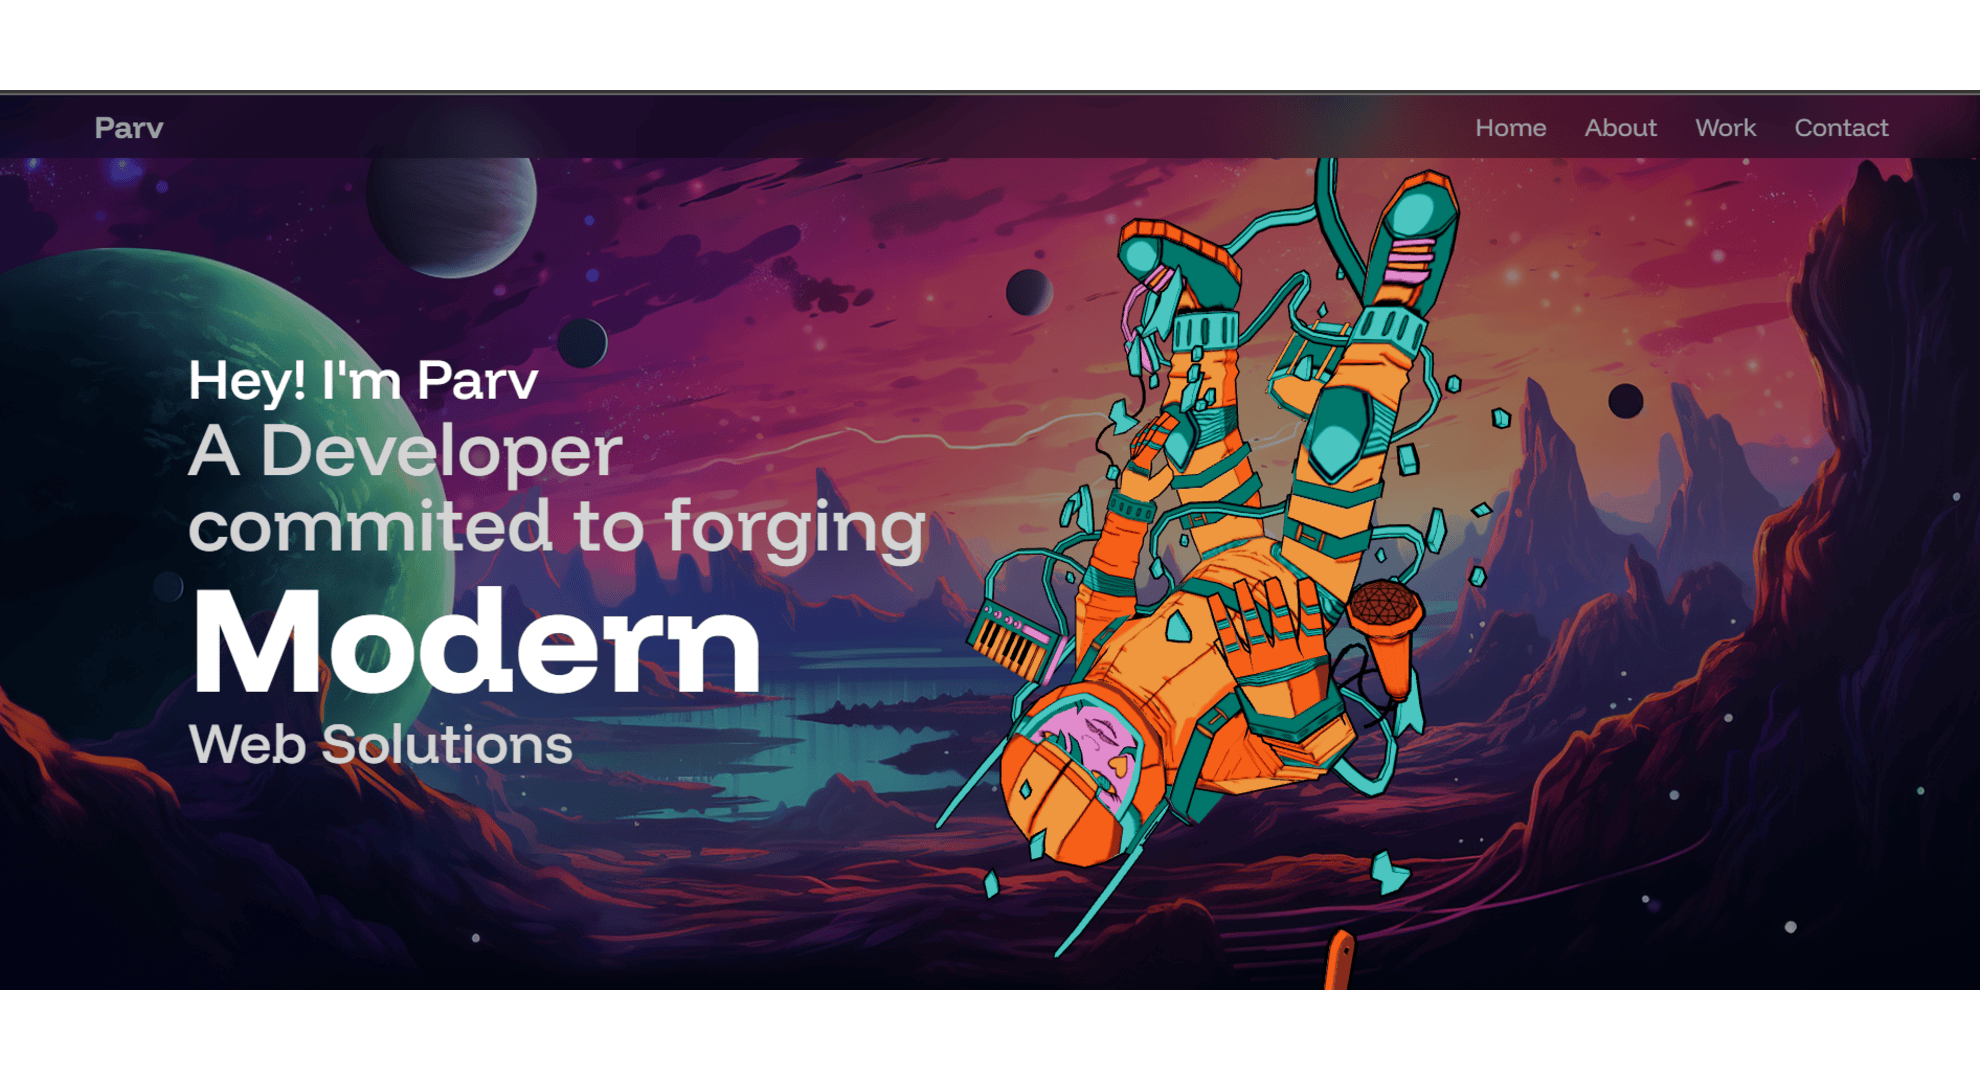 Parv
Home About Work Contact
Hey! I'm Parv
A Developer
commited to forging
Modern
Web Solutions